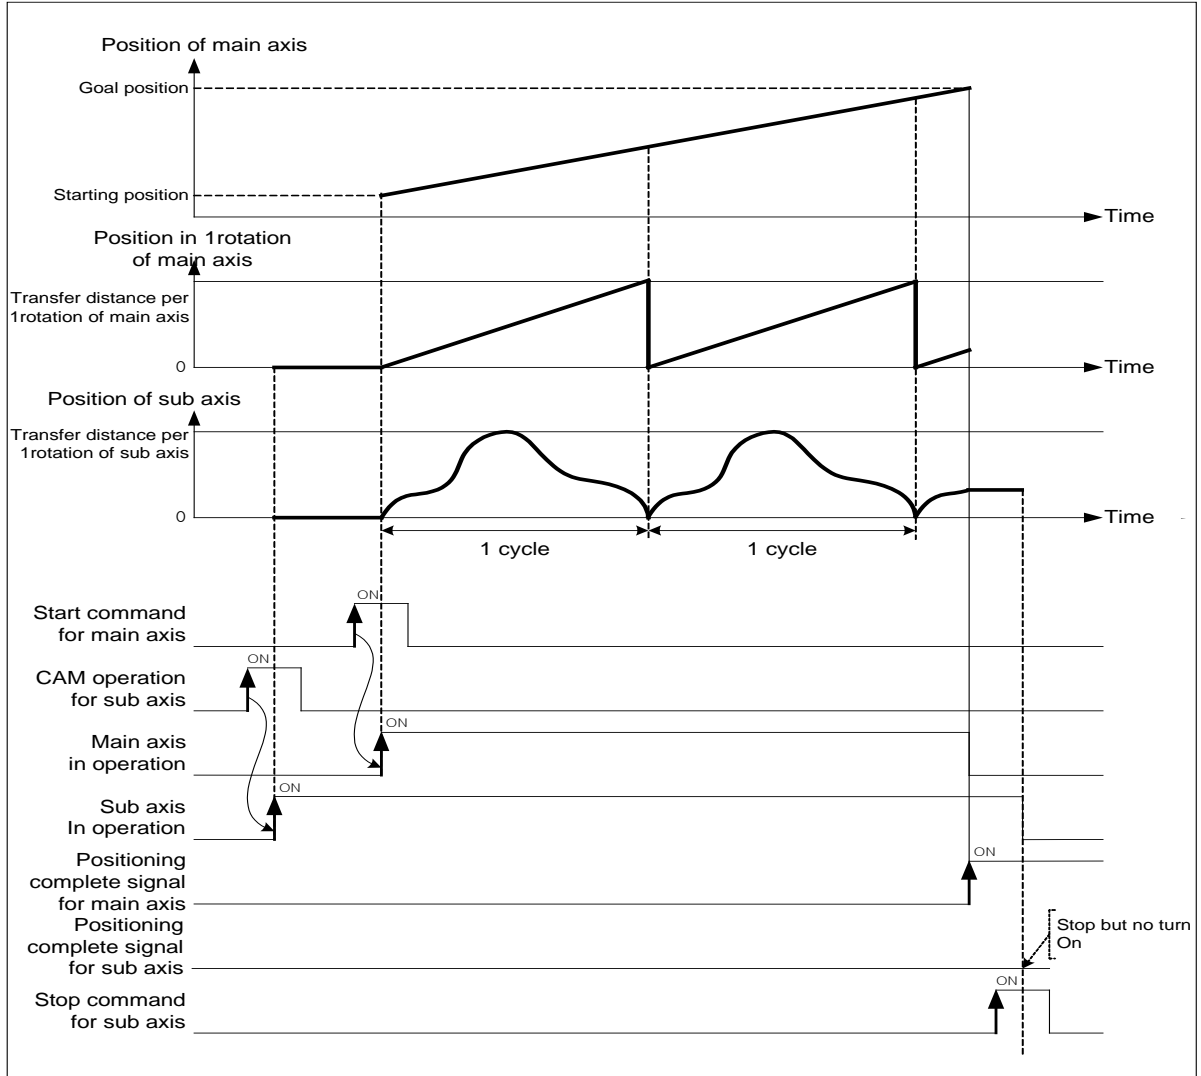 Position of main axis
Goal position
Starting position
Time
Position in 1rotation
of main axis
Transfer distance per
1rotation of main axis
0
Time
Position of sub axis
Transfer distance per
1rotation of sub axis
0
Time
1 cycle
1 cycle
ON
Start command
for main axis
ON
CAM operation
for sub axis
ON
Main axis
in operation
ON
Sub axis
In operation
ON
Positioning
complete signal
for main axis
Positioning
complete signal
for sub axis
Stop but no turn
On
ON
Stop command
for sub axis